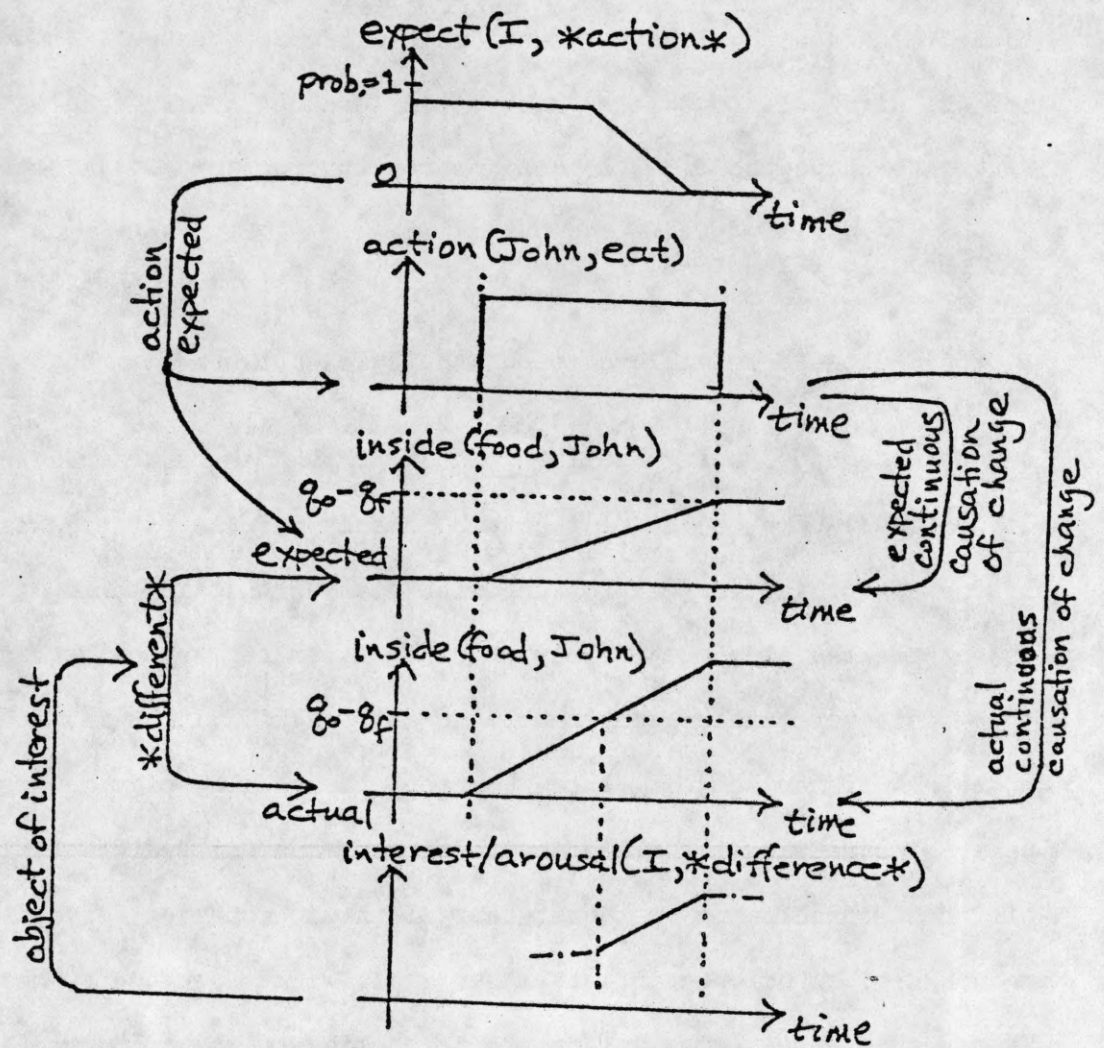 expect(I, *action*)
prob.=1
0
time
action(John, eat)
action
expected
time
inside(food, John)
q₀-q_f
expected
time
expected
continuous
causation
of change
inside(food, John)
q₀-q_f
*different*
actual
time
actual
continuous
causation of change
object of interest
interest/arousal(I, *difference*)
time